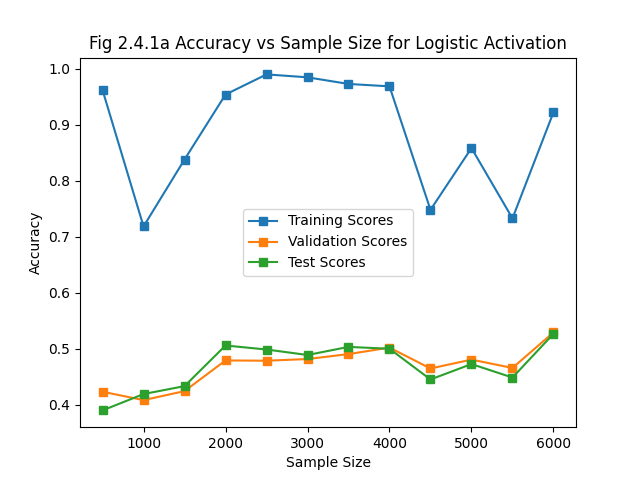 Fig 2.4.1a Accuracy vs Sample Size for Logistic Activation
1.0
0.9
0.8
0.7
0.6
0.5
0.4
Accuracy
Training Scores
Validation Scores
Test Scores
1000 2000 3000 4000 5000 6000
Sample Size